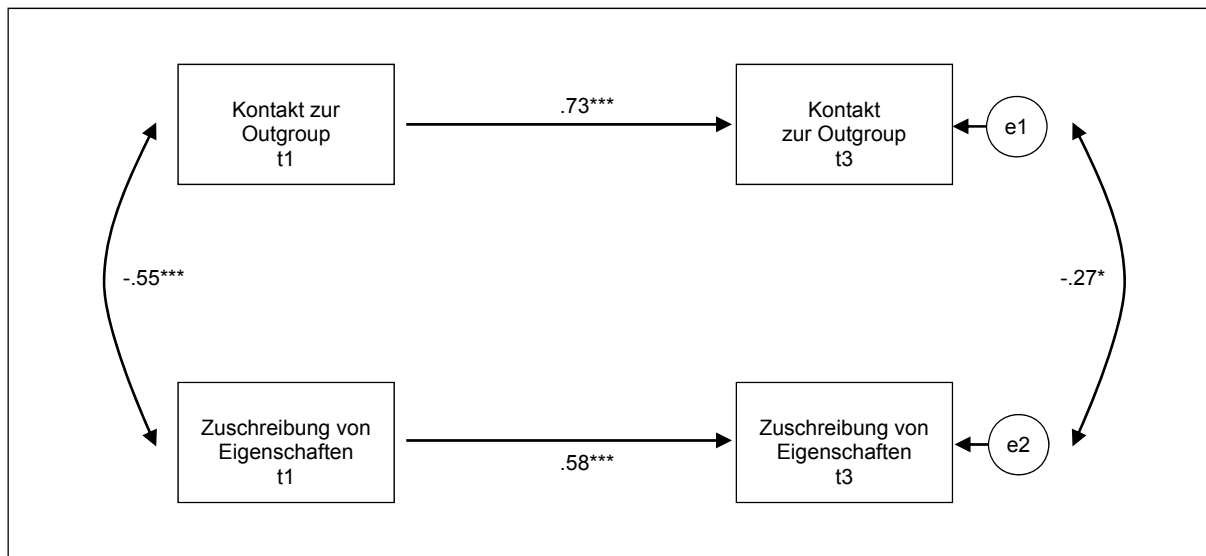 Kontakt zur
Outgroup
t1
.73***
Kontakt
zur Outgroup
t3
e1
-.55***
-.27*
Zuschreibung von
Eigenschaften
t1
.58***
Zuschreibung von
Eigenschaften
t3
e2